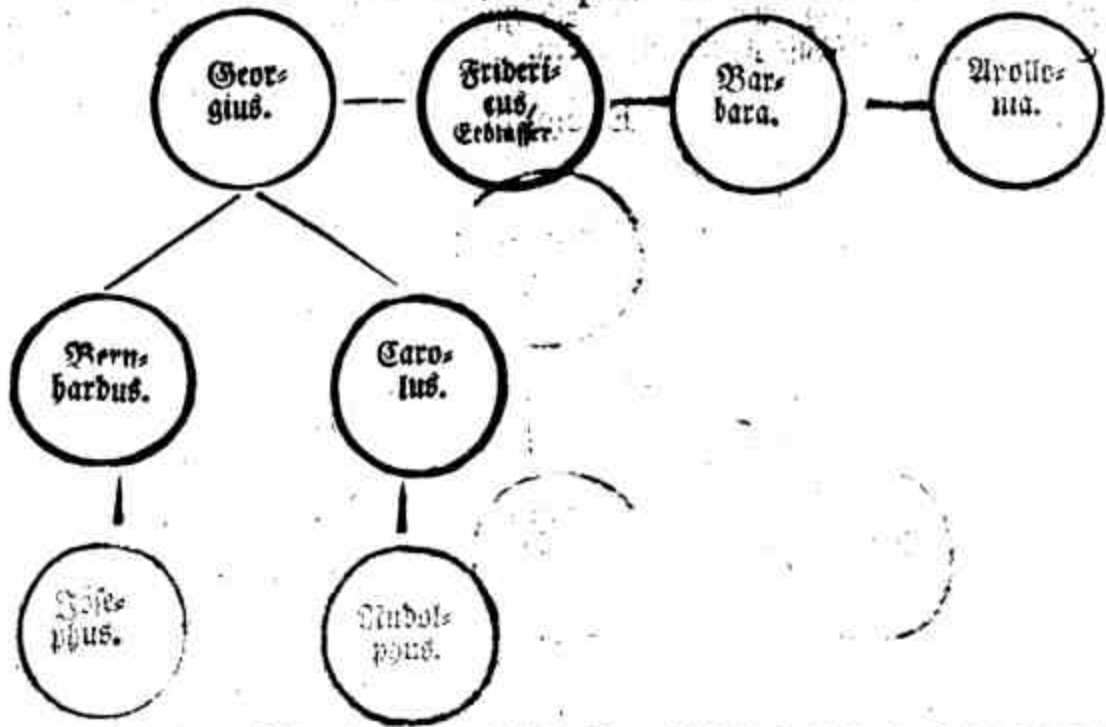 Geor⸗
gius.
Frideri⸗
cus,
Erblasser.
Bar⸗
bara.
Apollo⸗
nia.
Bern⸗
hardus.
Caro⸗
lus.
Jose⸗
phus.
Rudol⸗
phus.